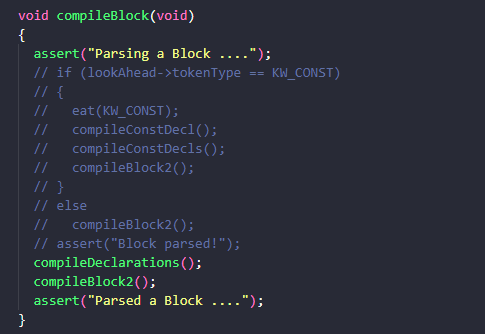 void compileBlock(void)
{
  assert("Parsing a Block ....");
  // if (lookAhead->tokenType == KW_CONST)
  // {
  //   eat(KW_CONST);
  //   compileConstDecl();
  //   compileConstDecls();
  //   compileBlock2();
  // }
  // else
  //   compileBlock2();
  // assert("Block parsed!");
  compileDeclarations();
  compileBlock2();
  assert("Parsed a Block ....");
}